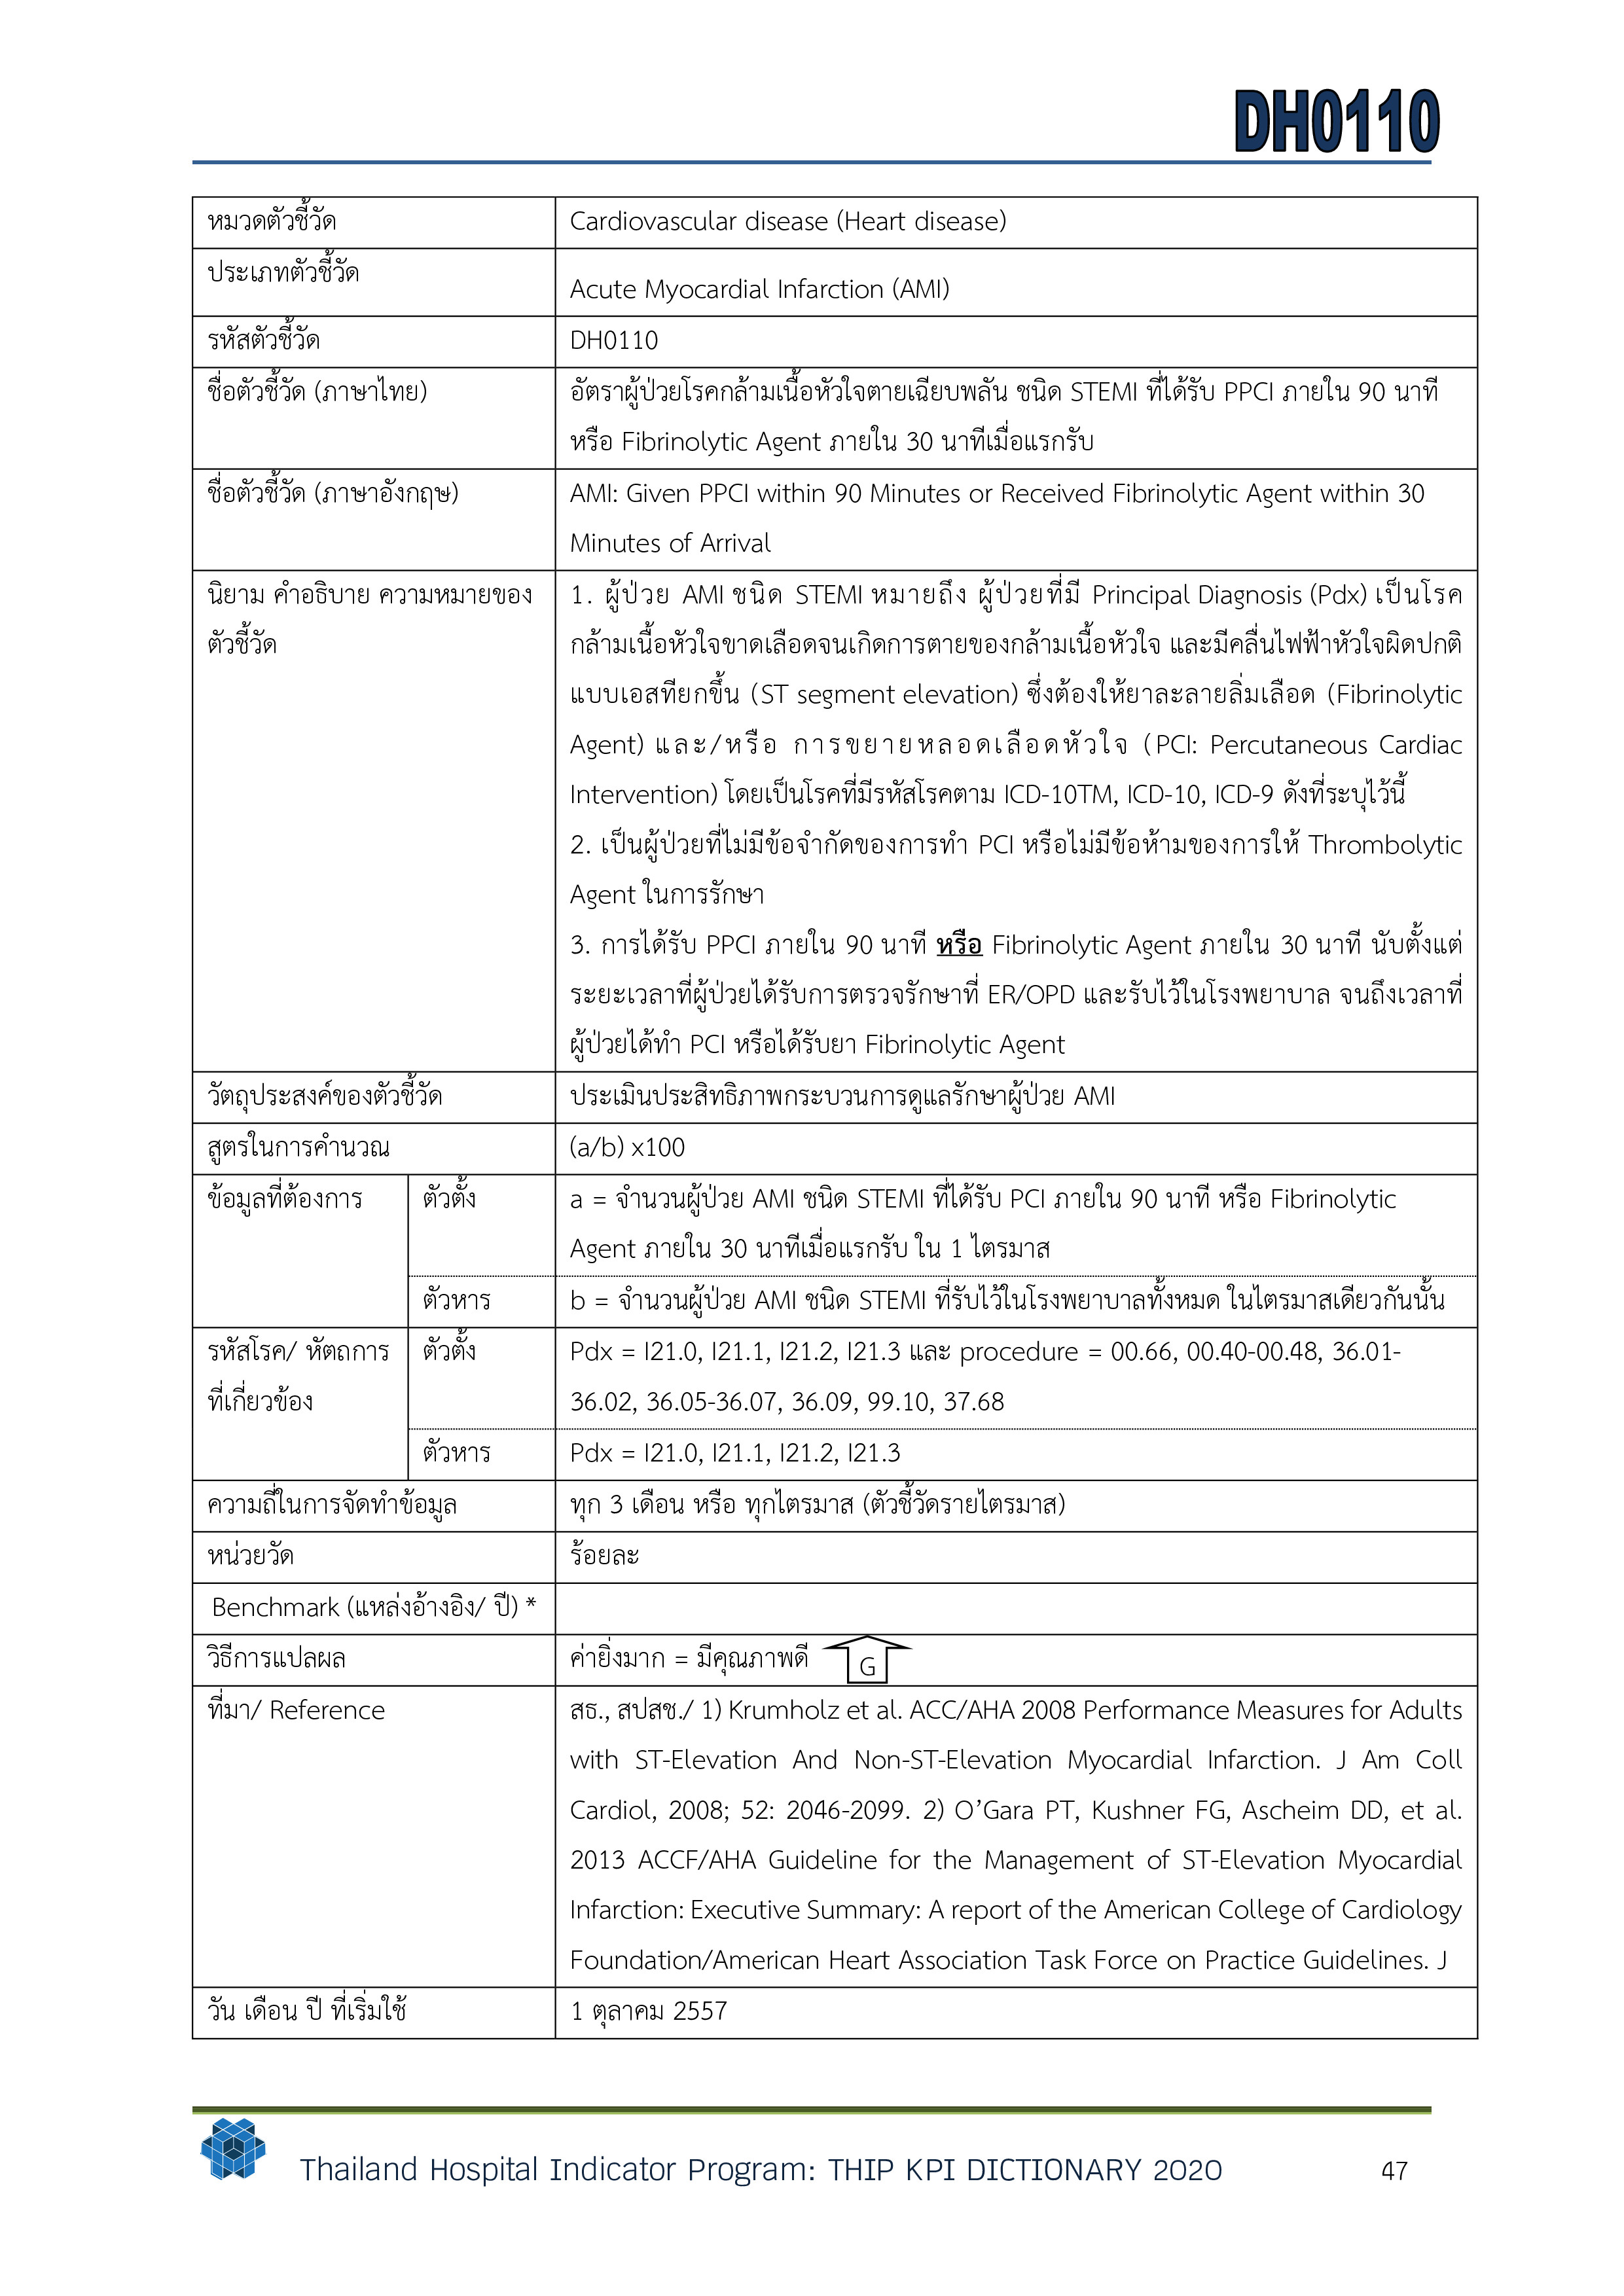 DH0110
หมวดตัวชี้วัด
Cardiovascular disease (Heart disease)
ประเภทตัวชี้วัด
Acute Myocardial Infarction (AMI)
รหัสตัวชี้วัด
DH0110
ชื่อตัวชี้วัด (ภาษาไทย)
อัตราผู้ป่วยโรคกล้ามเนื้อหัวใจตายเฉียบพลัน ชนิด STEMI ที่ได้รับ PPCI ภายใน 90 นาที
หรือ Fibrinolytic Agent ภายใน 30 นาทีเมื่อแรกรับ
ชื่อตัวชี้วัด (ภาษาอังกฤษ)
AMI: Given PPCI within 90 Minutes or Received Fibrinolytic Agent within 30
Minutes of Arrival
นิยาม คำอธิบาย ความหมายของ
ตัวชี้วัด
1. ผู้ป่วย AMI ชนิด STEMI หมายถึง ผู้ป่วยที่มี Principal Diagnosis (Pdx) เป็นโรค
กล้ามเนื้อหัวใจขาดเลือดจนเกิดการตายของกล้ามเนื้อหัวใจ และมีคลื่นไฟฟ้าหัวใจผิดปกติ
แบบเอสทียกขึ้น (ST segment elevation) ซึ่งต้องให้ยาละลายลิ่มเลือด (Fibrinolytic
Agent) และ/หรือ การขยายหลอดเลือดหัวใจ (PCI: Percutaneous Cardiac
Intervention) โดยเป็นโรคที่มีรหัสโรคตาม ICD-10TM, ICD-10, ICD-9 ดังที่ระบุไว้นี้
2. เป็นผู้ป่วยที่ไม่มีข้อจำกัดของการทำ PCI หรือไม่มีข้อห้ามของการให้ Thrombolytic
Agent ในการรักษา
3. การได้รับ PPCI ภายใน 90 นาที หรือ Fibrinolytic Agent ภายใน 30 นาที นับตั้งแต่
ระยะเวลาที่ผู้ป่วยได้รับการตรวจรักษาที่ ER/OPD และรับไว้ในโรงพยาบาล จนถึงเวลาที่
ผู้ป่วยได้ทำ PCI หรือได้รับยา Fibrinolytic Agent
วัตถุประสงค์ของตัวชี้วัด
ประเมินประสิทธิภาพกระบวนการดูแลรักษาผู้ป่วย AMI
สูตรในการคำนวณ
(a/b) x100
ข้อมูลที่ต้องการ
ตัวตั้ง
a = จำนวนผู้ป่วย AMI ชนิด STEMI ที่ได้รับ PCI ภายใน 90 นาที หรือ Fibrinolytic
Agent ภายใน 30 นาทีเมื่อแรกรับ ใน 1 ไตรมาส
ตัวหาร
b = จำนวนผู้ป่วย AMI ชนิด STEMI ที่รับไว้ในโรงพยาบาลทั้งหมด ในไตรมาสเดียวกันนั้น
รหัสโรค/ หัตถการ
ที่เกี่ยวข้อง
ตัวตั้ง
Pdx = I21.0, I21.1, I21.2, I21.3 และ procedure = 00.66, 00.40-00.48, 36.01-
36.02, 36.05-36.07, 36.09, 99.10, 37.68
ตัวหาร
Pdx = I21.0, I21.1, I21.2, I21.3
ความถี่ในการจัดทำข้อมูล
ทุก 3 เดือน หรือ ทุกไตรมาส (ตัวชี้วัดรายไตรมาส)
หน่วยวัด
ร้อยละ
Benchmark (แหล่งอ้างอิง/ ปี) *
วิธีการแปลผล
ค่ายิ่งมาก = มีคุณภาพดี G
ที่มา/ Reference
สธ., สปสช./ 1) Krumholz et al. ACC/AHA 2008 Performance Measures for Adults
with ST-Elevation And Non-ST-Elevation Myocardial Infarction. J Am Coll
Cardiol, 2008; 52: 2046-2099. 2) O’Gara PT, Kushner FG, Ascheim DD, et al.
2013 ACCF/AHA Guideline for the Management of ST-Elevation Myocardial
Infarction: Executive Summary: A report of the American College of Cardiology
Foundation/American Heart Association Task Force on Practice Guidelines. J
วัน เดือน ปี ที่เริ่มใช้
1 ตุลาคม 2557
Thailand Hospital Indicator Program: THIP KPI DICTIONARY 2020
47